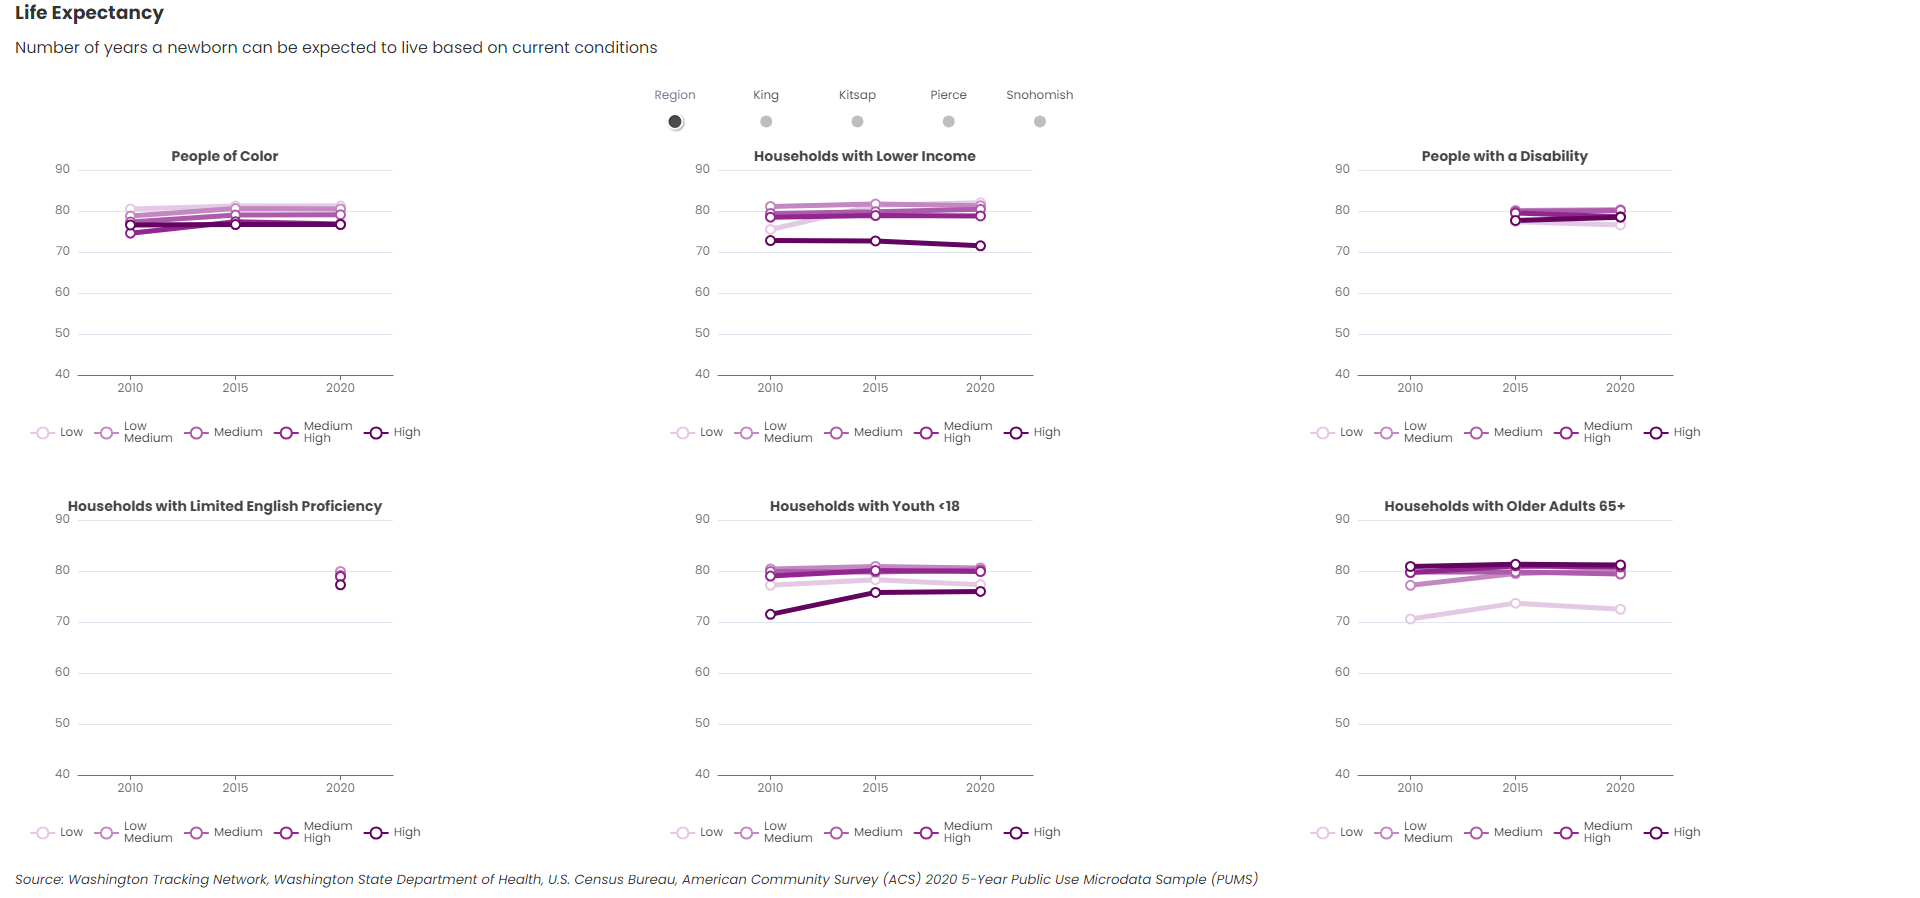 Life Expectancy
Number of years a newborn can be expected to live based on current conditions
Region King Kitsap Pierce Snohomish
People of Color
90
80
70
60
50
40
2010 2015 2020
Low Low Medium Medium Medium High High
Households with Lower Income
90
80
70
60
50
40
2010 2015 2020
Low Low Medium Medium Medium High High
People with a Disability
90
80
70
60
50
40
2010 2015 2020
Low Low Medium Medium Medium High High
Households with Limited English Proficiency
90
80
70
60
50
40
2010 2015 2020
Low Low Medium Medium Medium High High
Households with Youth <18
90
80
70
60
50
40
2010 2015 2020
Low Low Medium Medium Medium High High
Households with Older Adults 65+
90
80
70
60
50
40
2010 2015 2020
Low Low Medium Medium Medium High High
Source: Washington Tracking Network, Washington State Department of Health, U.S. Census Bureau, American Community Survey (ACS) 2020 5-Year Public Use Microdata Sample (PUMS)